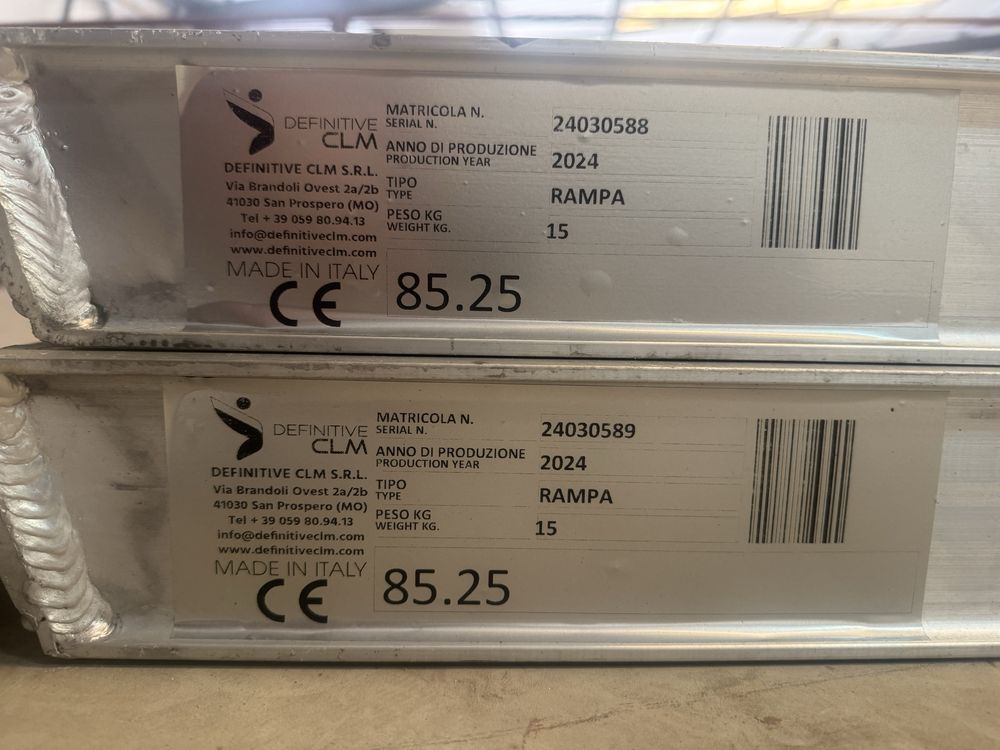 DEFINITIVE
CLM
DEFINITIVE CLM S.R.L.
Via Brandoli Ovest 2a/2b
41030 San Prospero (MO)
Tel + 39 059 80.94.13
info@definitiveclm.com
www.definitiveclm.com
MADE IN ITALY
CE
MATRICOLA N.
SERIAL N.
24030588
ANNO DI PRODUZIONE
PRODUCTION YEAR
2024
TIPO
TYPE
RAMPA
PESO KG
WEIGHT KG.
15
85.25
DEFINITIVE
CLM
DEFINITIVE CLM S.R.L.
Via Brandoli Ovest 2a/2b
41030 San Prospero (MO)
Tel + 39 059 80.94.13
info@definitiveclm.com
www.definitiveclm.com
MADE IN ITALY
CE
MATRICOLA N.
SERIAL N.
24030589
ANNO DI PRODUZIONE
PRODUCTION YEAR
2024
TIPO
TYPE
RAMPA
PESO KG
WEIGHT KG.
15
85.25